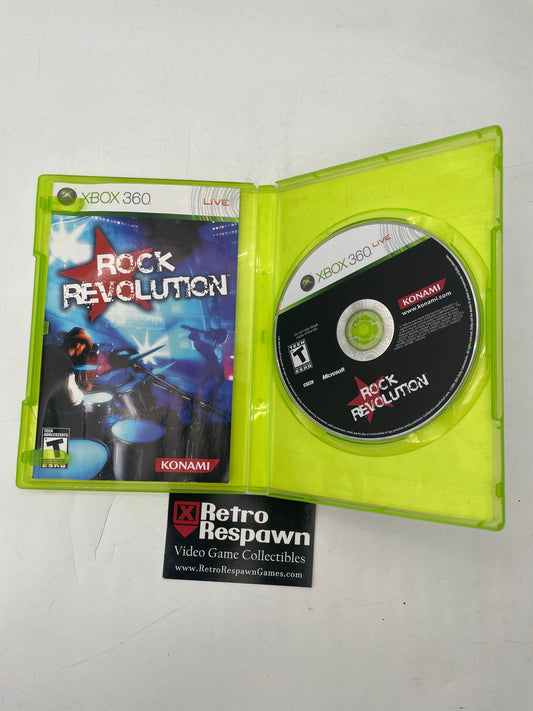 XBOX 360
LIVE
ROCK
REVOLUTION
TEEN
ADOLESCENTS
T
ESRB
KONAMI
XBOX 360 LIVE
KONAMI
www.konami.com
TEEN
T
ESRB
Microsoft
ROCK
REVOLUTION
X Retro
Respawn
Video Game Collectibles
www.RetroRespawnGames.com